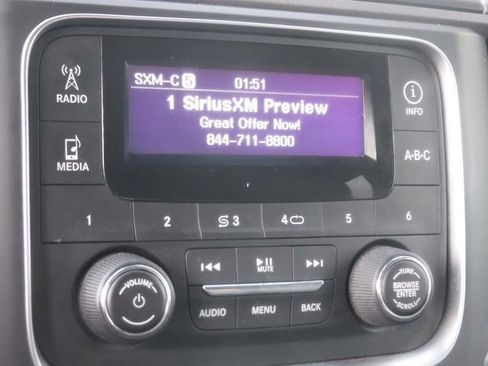 SXM-C 5 01:51
1 SiriusXM Preview
Great Offer Now!
844-711-8800
RADIO
INFO
MEDIA
A·B·C
1 2 3 4 5 6
VOLUME
MUTE
TUNE
BROWSE
ENTER
SCROLL
AUDIO MENU BACK